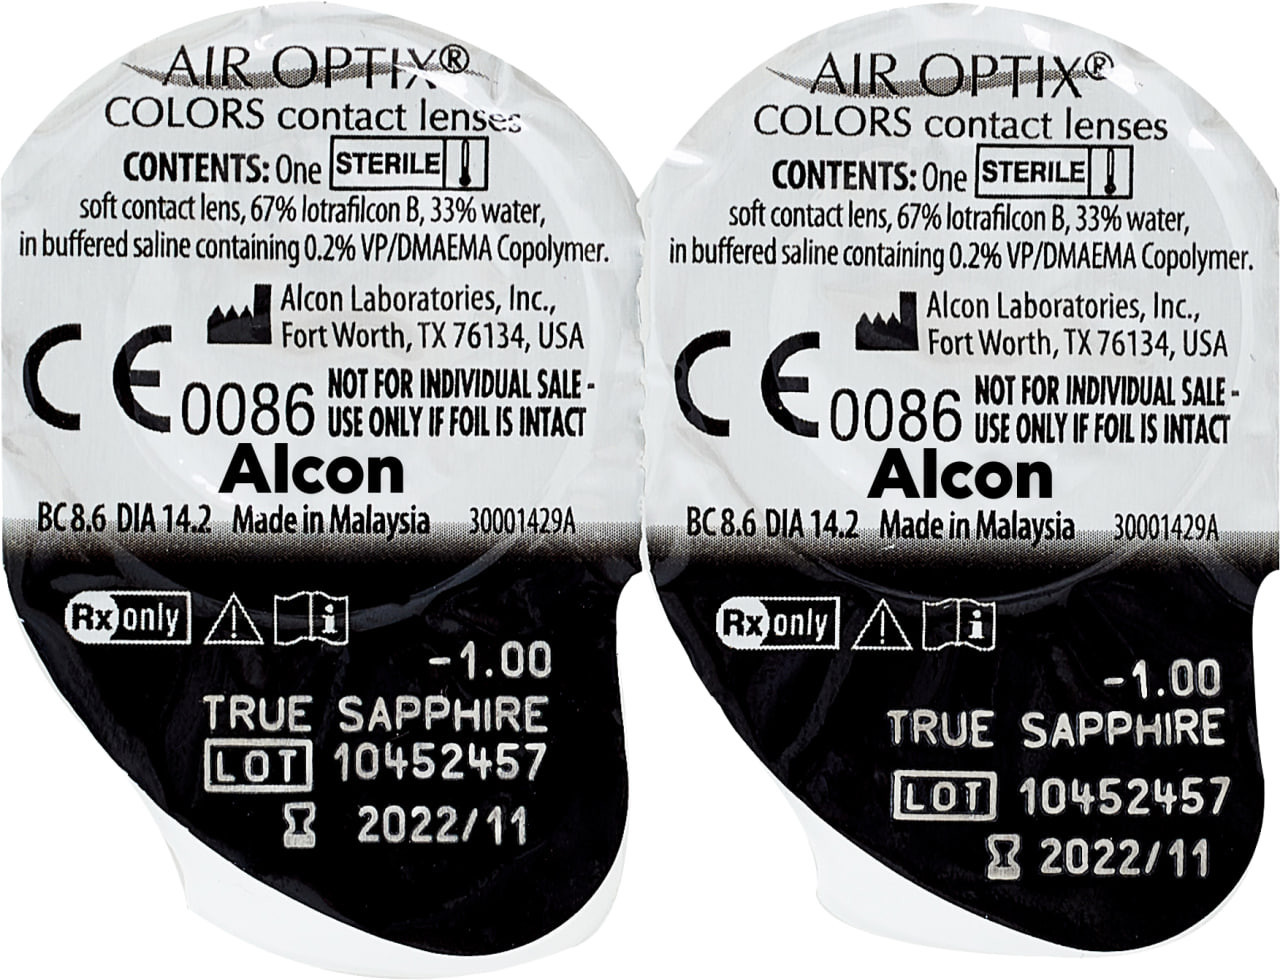 AIR OPTIX®
COLORS contact lenses
CONTENTS: One STERILE
soft contact lens, 67% lotrafilcon B, 33% water,
in buffered saline containing 0.2% VP/DMAEMA Copolymer.
Alcon Laboratories, Inc.,
Fort Worth, TX 76134, USA
CE 0086 NOT FOR INDIVIDUAL SALE -
USE ONLY IF FOIL IS INTACT
Alcon
BC 8.6 DIA 14.2 Made in Malaysia 30001429A
Rx only
-1.00
TRUE SAPPHIRE
LOT 10452457
2022/11
AIR OPTIX®
COLORS contact lenses
CONTENTS: One STERILE
soft contact lens, 67% lotrafilcon B, 33% water,
in buffered saline containing 0.2% VP/DMAEMA Copolymer.
Alcon Laboratories, Inc.,
Fort Worth, TX 76134, USA
CE 0086 NOT FOR INDIVIDUAL SALE -
USE ONLY IF FOIL IS INTACT
Alcon
BC 8.6 DIA 14.2 Made in Malaysia 30001429A
Rx only
-1.00
TRUE SAPPHIRE
LOT 10452457
2022/11